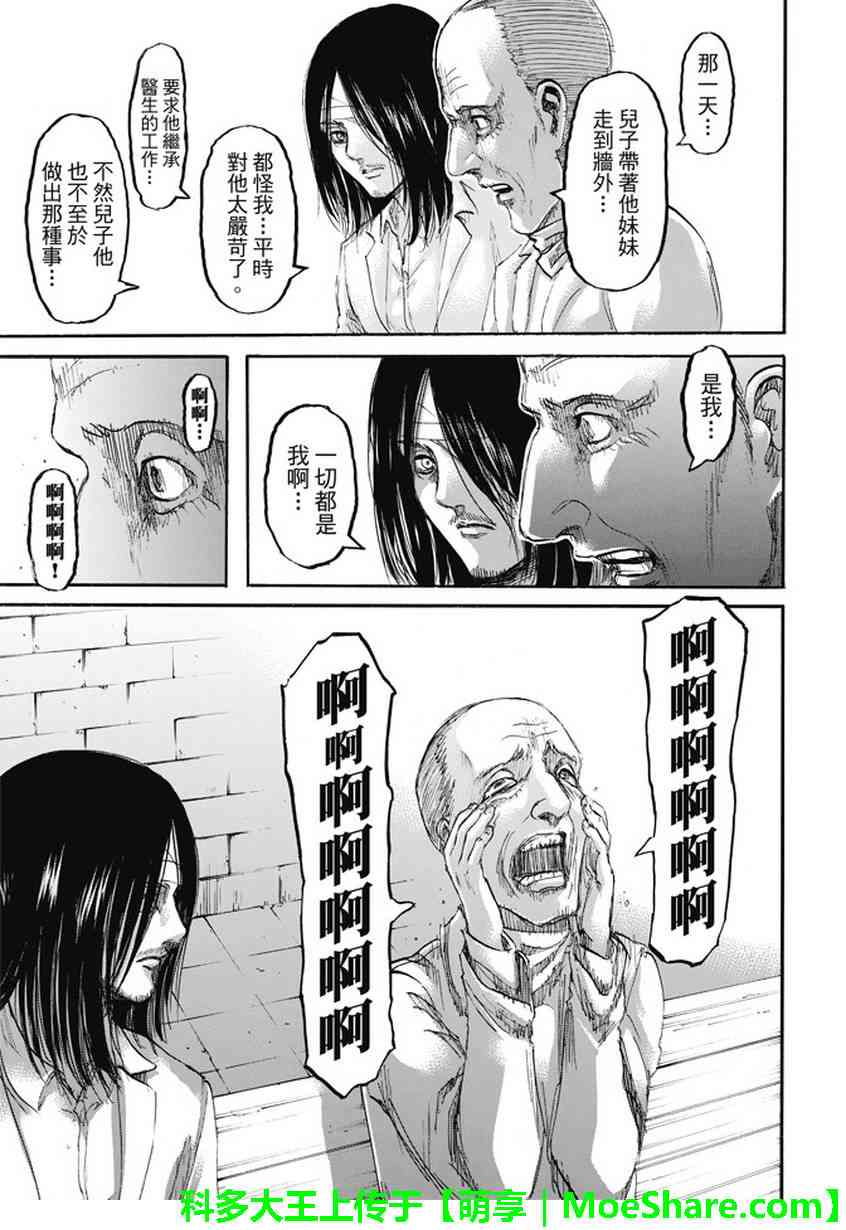 那一天…
兒子帶著他妹妹
走到牆外…
都怪我…平時
對他太嚴苛了。
要求他繼承
醫生的工作…
不然兒子他
也不至於
做出那種事…
是我…
一切都是
我啊…
啊啊…
啊啊啊啊!
啊啊啊啊啊啊
啊啊啊啊啊啊啊
科多大王上传于【萌享|MoeShare.com】